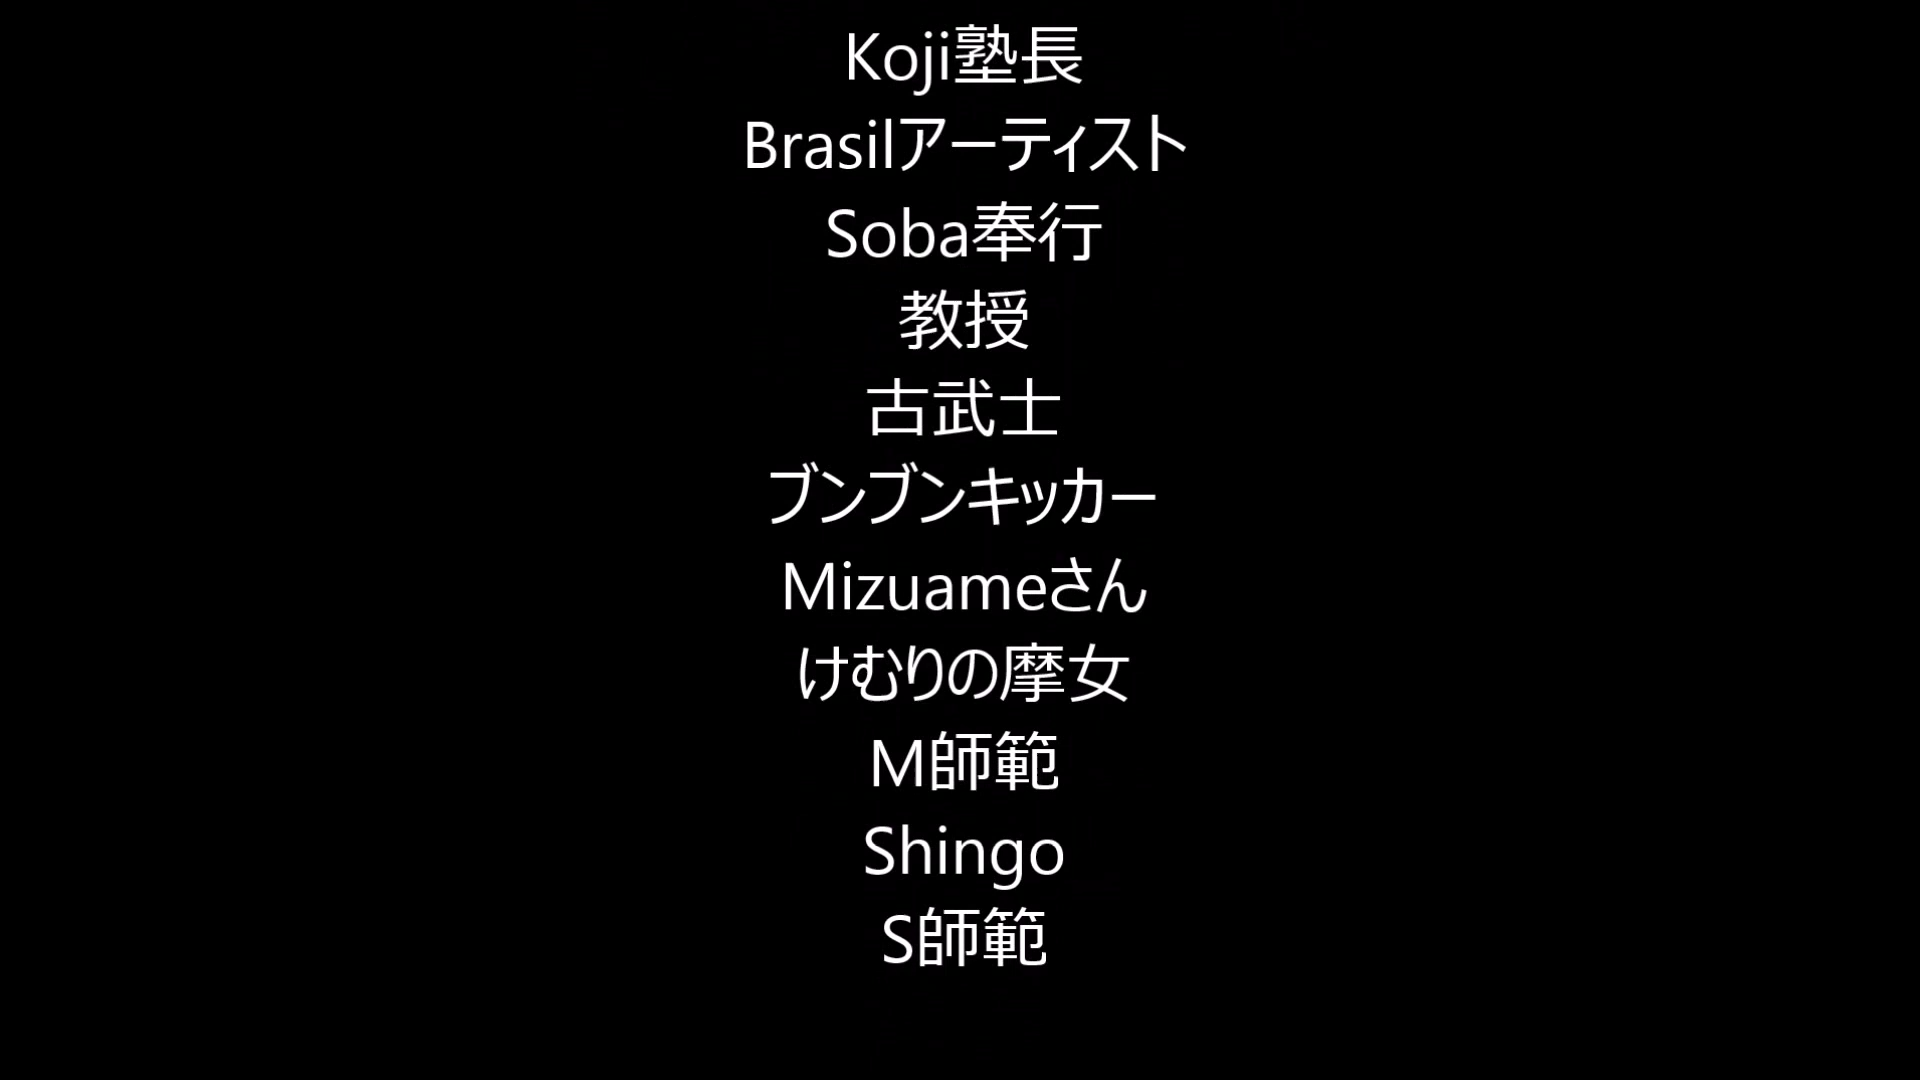 Koji塾長
Brasilアーティスト
Soba奉行
教授
古武士
ブンブンキッカー
Mizuameさん
けむりの摩女
M師範
Shingo
S師範